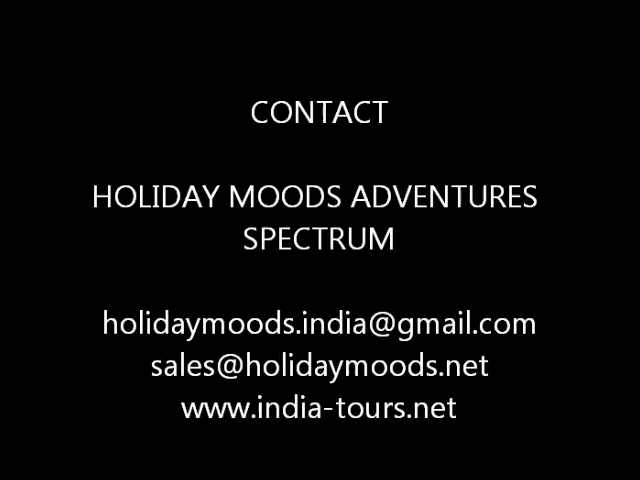 CONTACT
HOLIDAY MOODS ADVENTURES
SPECTRUM
holidaymoods.india@gmail.com
sales@holidaymoods.net
www.india-tours.net